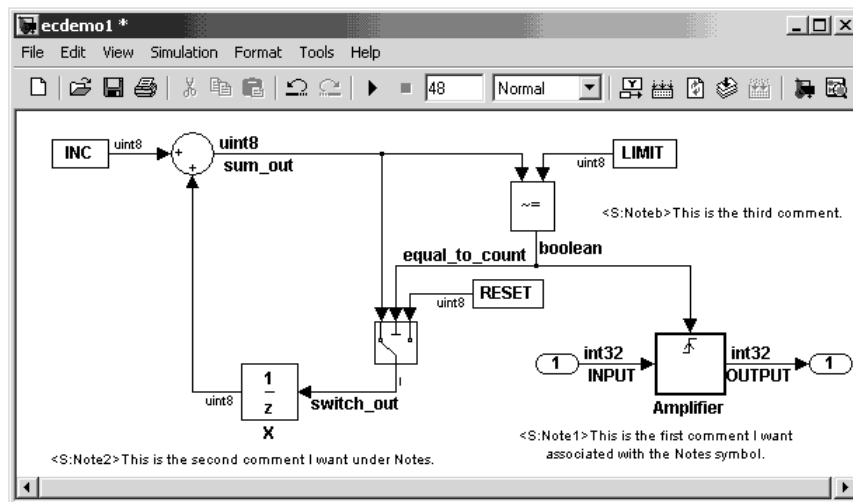 ecdemo1 *
File Edit View Simulation Format Tools Help
48 Normal
INC uint8 + + uint8
sum_out
LIMIT
uint8
~=
<S:Noteb>This is the third comment.
equal_to_count boolean
RESET
uint8
1
z
uint8
X
switch_out
1 int32
INPUT
int32
OUTPUT 1
Amplifier
<S:Note2>This is the second comment I want under Notes.
<S:Note1>This is the first comment I want
associated with the Notes symbol.